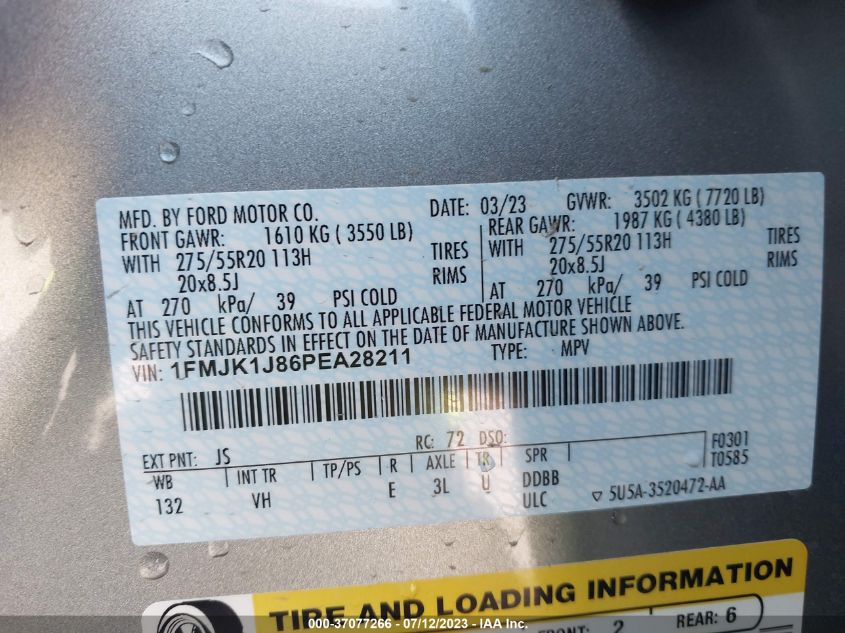 MFD. BY FORD MOTOR CO. DATE: 03/23 GVWR: 3502 KG ( 7720 LB)
FRONT GAWR: 1610 KG ( 3550 LB) REAR GAWR: 1987 KG ( 4380 LB)
WITH 275/55R20 113H TIRES WITH 275/55R20 113H TIRES
20x8.5J RIMS 20x8.5J RIMS
AT 270 kPa/ 39 PSI COLD AT 270 kPa/ 39 PSI COLD
THIS VEHICLE CONFORMS TO ALL APPLICABLE FEDERAL MOTOR VEHICLE
SAFETY STANDARDS IN EFFECT ON THE DATE OF MANUFACTURE SHOWN ABOVE.
VIN: 1FMJK1J86PEA28211 TYPE: MPV
EXT PNT: JS RC: 72 DSO: F0301
WB INT TR TP/PS R AXLE TR SPR T0585
132 VH E 3L U DDBB
ULC ▽ 5U5A-3520472-AA
TIRE AND LOADING INFORMATION
FRONT: 2 REAR: 6
000-37077266 - 07/12/2023 - IAA Inc.